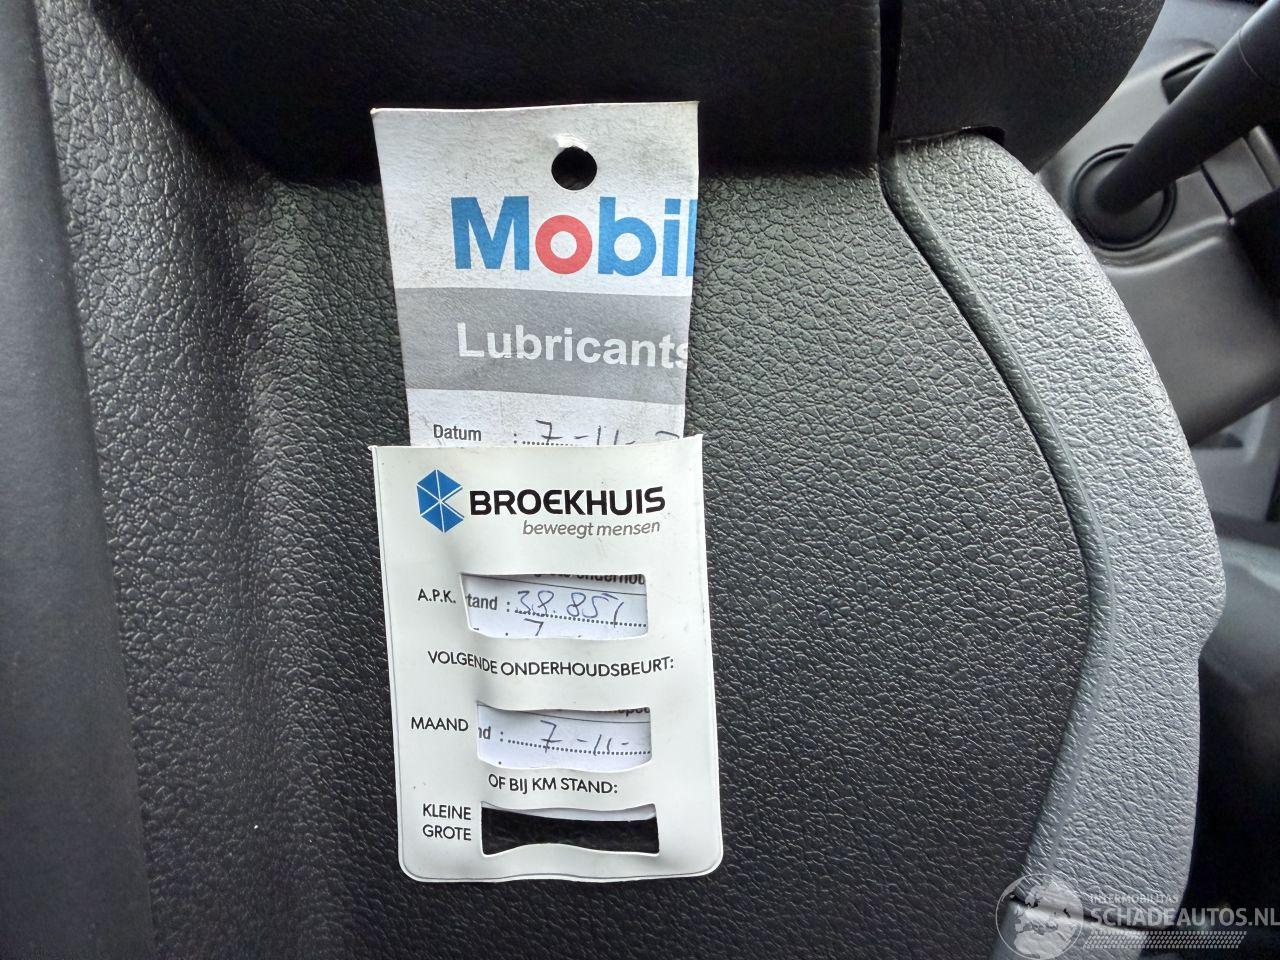 Mobil
Lubricants
Datum : 7-11-
BROEKHUIS
beweegt mensen
A.P.K. tand : 38.857
VOLGENDE ONDERHOUDSBEURT:
MAAND nd : 7-11-
OF BIJ KM STAND:
KLEINE
GROTE
INTERMOBILITAS
SCHADEAUTOS.NL